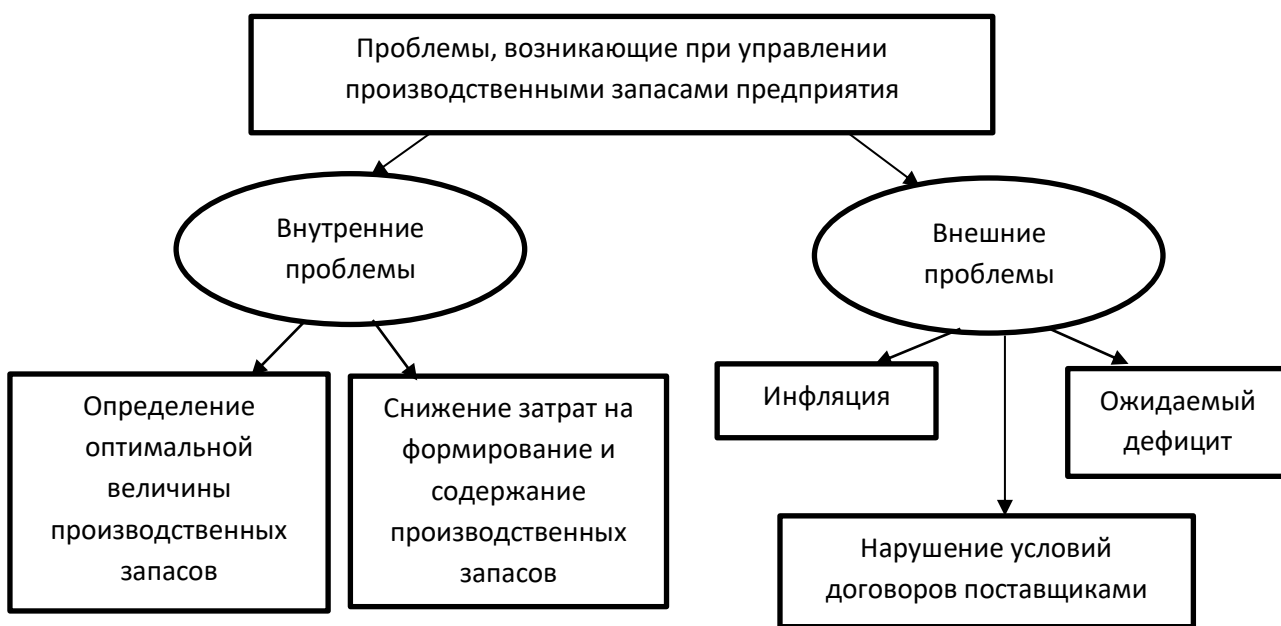 Проблемы, возникающие при управлении
производственными запасами предприятия
Внутренние
проблемы
Внешние
проблемы
Определение
оптимальной
величины
производственных
запасов
Снижение затрат на
формирование и
содержание
производственных
запасов
Инфляция
Ожидаемый
дефицит
Нарушение условий
договоров поставщиками